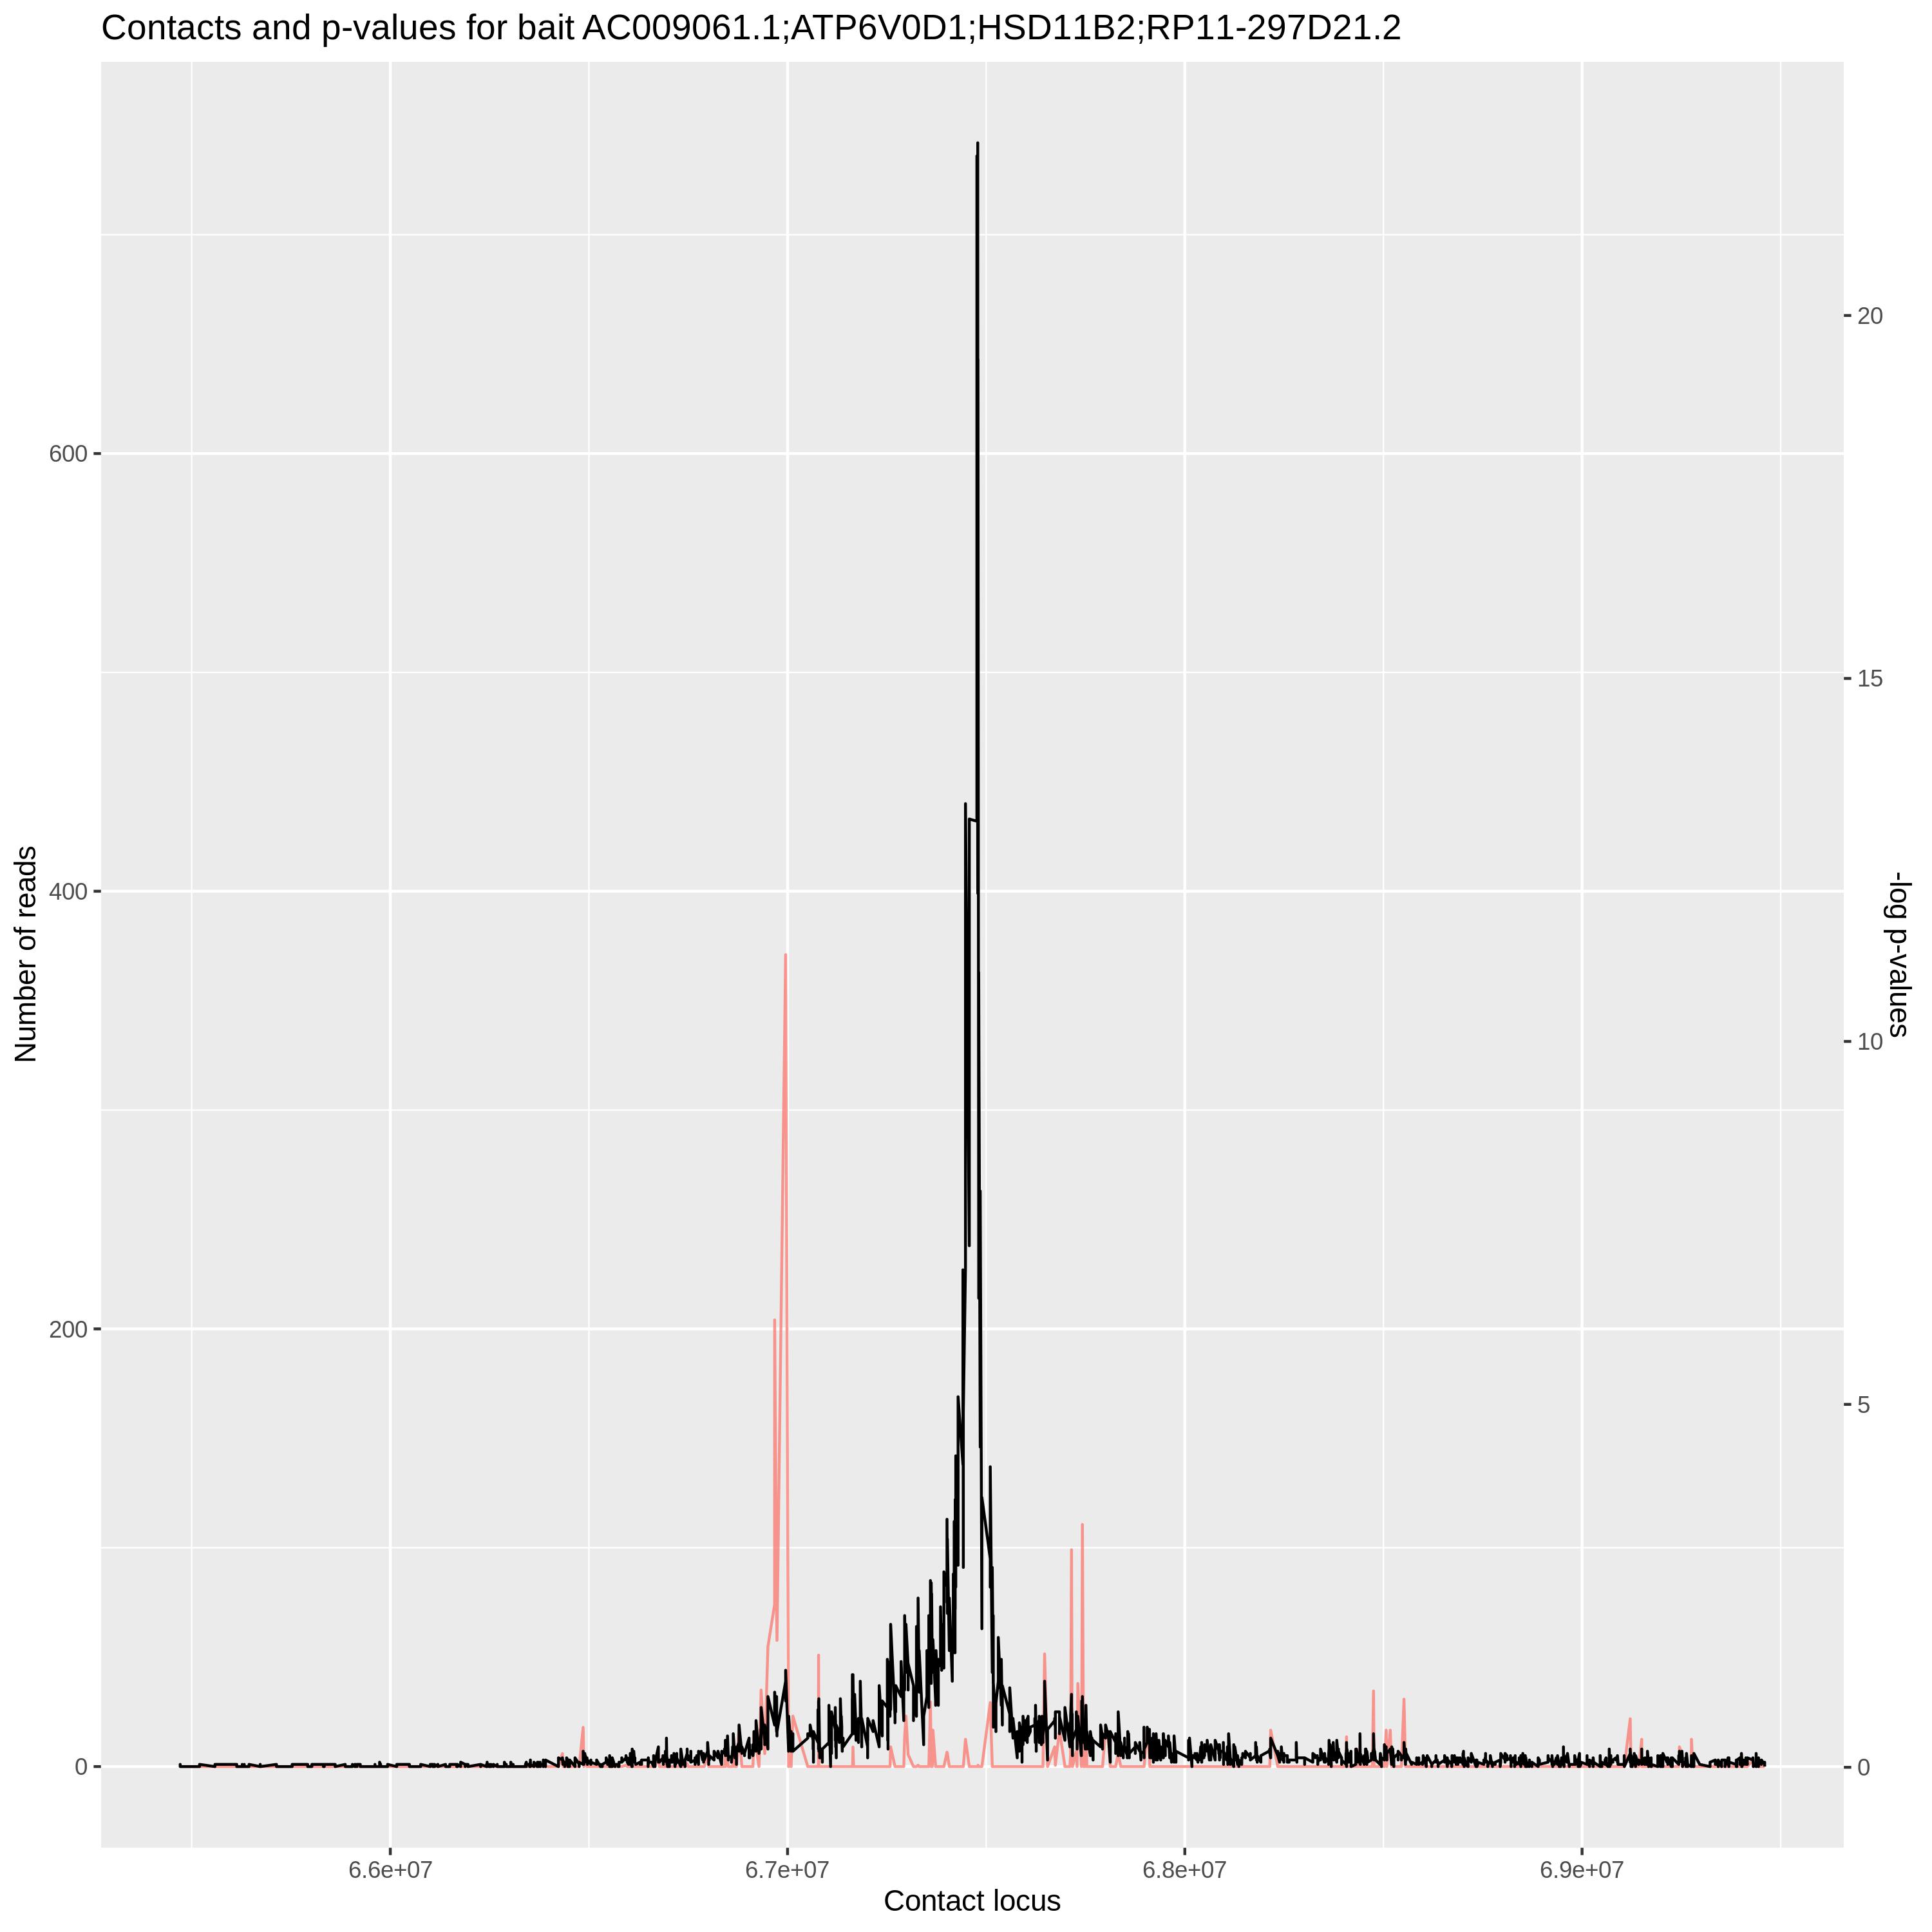 Contacts and p-values for bait AC009061.1;ATP6V0D1;HSD11B2;RP11-297D21.2
Number of reads
600
400
200
0
20
15
10
5
0
-log p-values
6.6e+07
6.7e+07
6.8e+07
6.9e+07
Contact locus